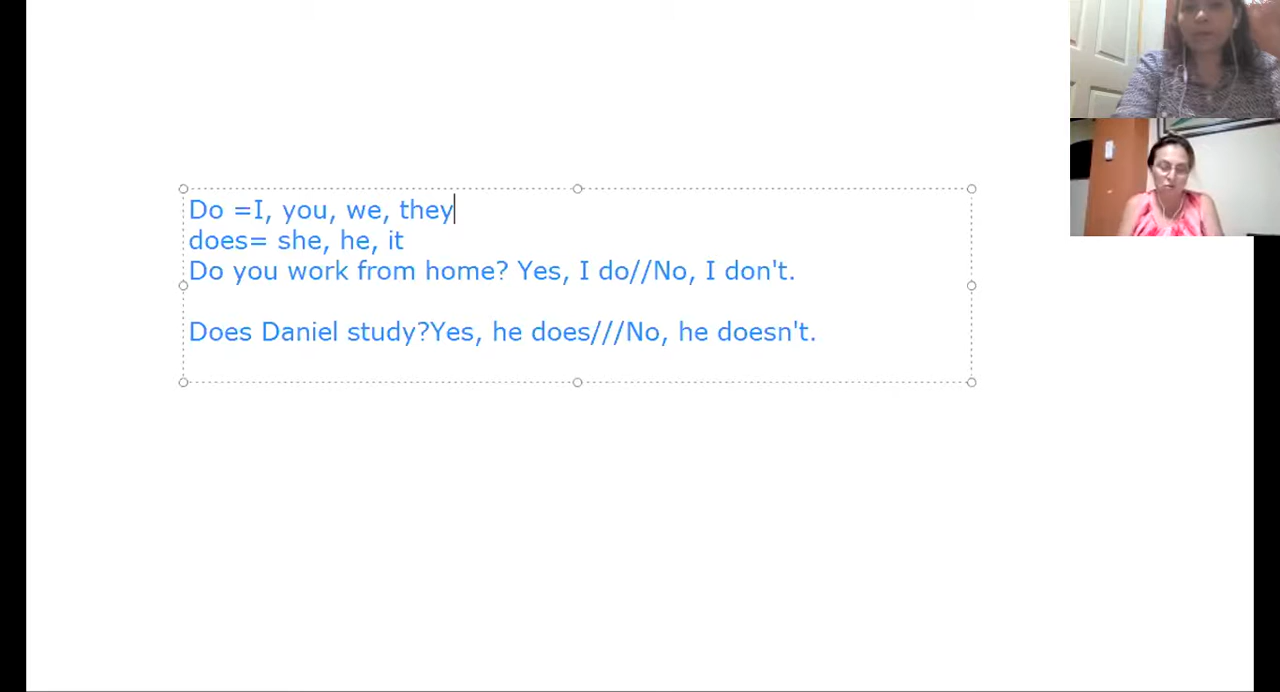 Do =I, you, we, they
does= she, he, it
Do you work from home? Yes, I do//No, I don't.
Does Daniel study?Yes, he does///No, he doesn't.